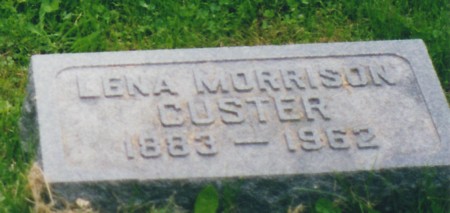 LENA MORRISON
CUSTER
1883 — 1962